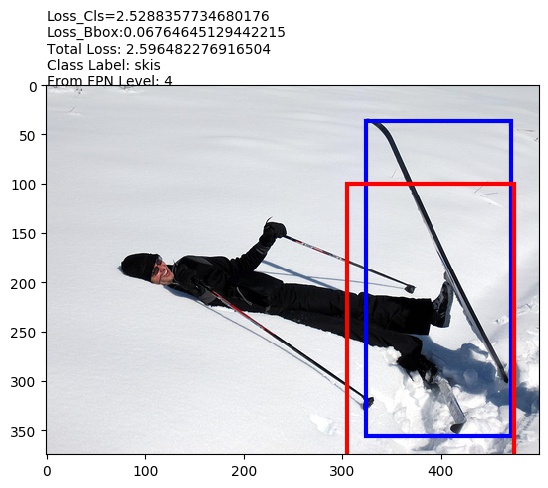 Loss_Cls=2.5288357734680176
Loss_Bbox:0.06764645129442215
Total Loss: 2.596482276916504
Class Label: skis
From FPN Level: 4
0
50
100
150
200
250
300
350
0 100 200 300 400